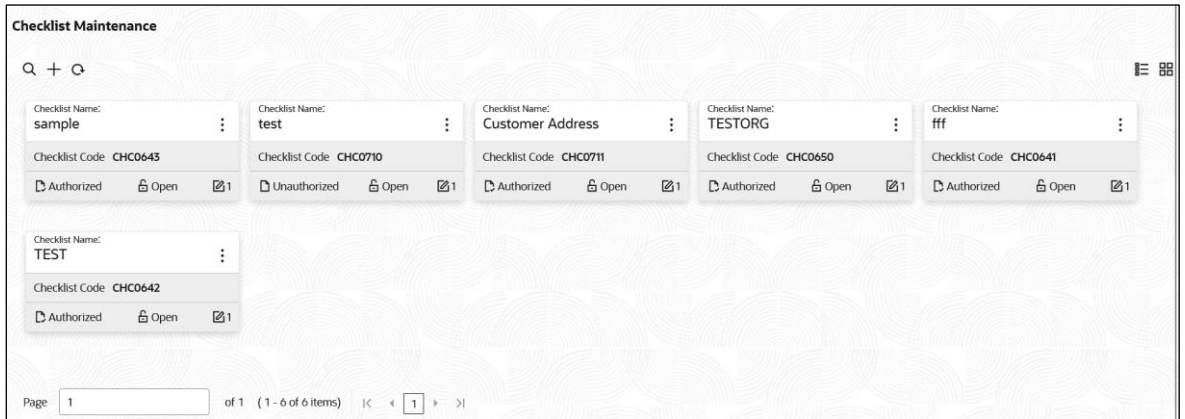 Checklist Maintenance
Checklist Name:
sample
Checklist Code CHC0643
Authorized Open 1
Checklist Name:
test
Checklist Code CHC0710
Unauthorized Open 1
Checklist Name:
Customer Address
Checklist Code CHC0711
Authorized Open 1
Checklist Name:
TESTORG
Checklist Code CHC0650
Authorized Open 1
Checklist Name:
fff
Checklist Code CHC0641
Authorized Open 1
Checklist Name:
TEST
Checklist Code CHC0642
Authorized Open 1
Page 1 of 1 (1 - 6 of 6 items) 1